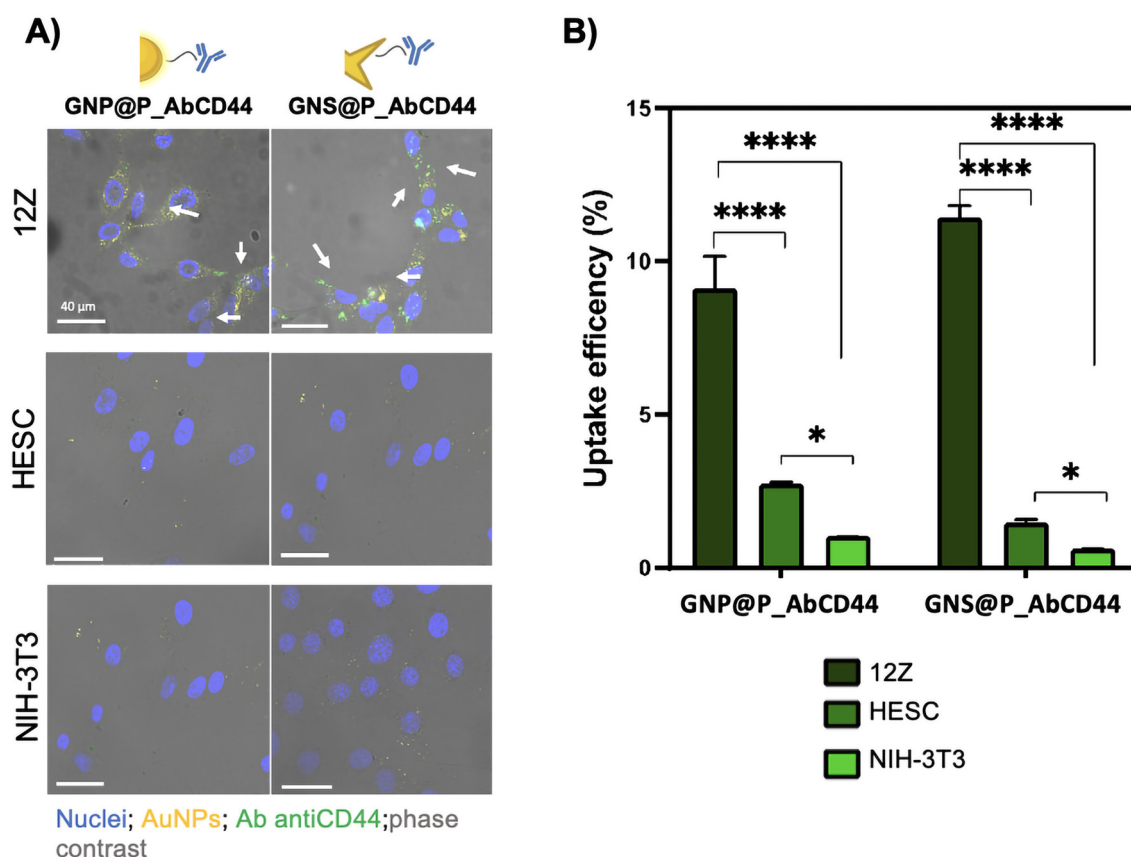 A)
GNP@P_AbCD44
GNS@P_AbCD44
12Z
40 µm
HESC
NIH-3T3
Nuclei; AuNPs; Ab antiCD44;phase
contrast
B)
Uptake efficency (%)
15
10
5
0
****
****
*
****
****
*
GNP@P_AbCD44
GNS@P_AbCD44
12Z
HESC
NIH-3T3